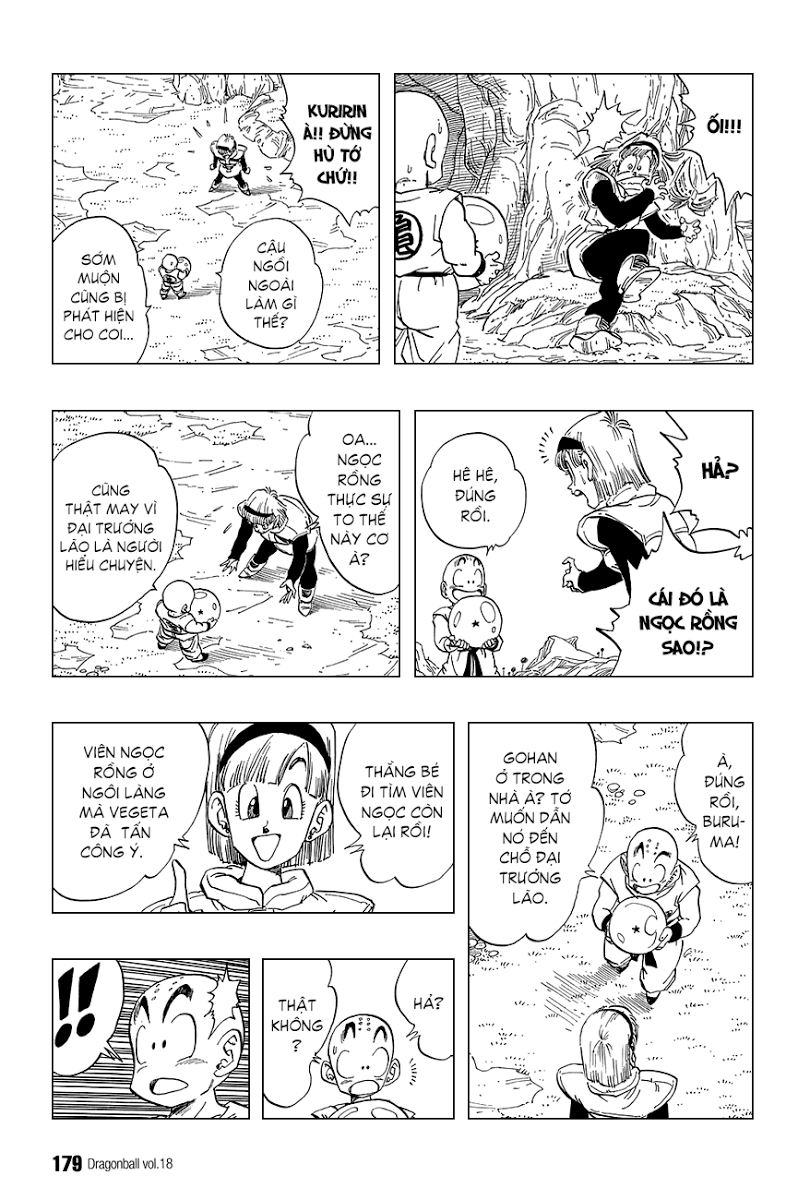 ỐI!!!
KURIRIN
À!! ĐỪNG
HÙ TỚ
CHỨ!!
CẬU
NGỒI
NGOÀI
LÀM GÌ
THẾ?
SỚM
MUỘN
CŨNG BỊ
PHÁT HIỆN
CHO COI...
HẢ?
CÁI ĐÓ LÀ
NGỌC RỒNG
SAO!?
HÊ HÊ,
ĐÚNG
RỒI.
OA...
NGỌC
RỒNG
THỰC SỰ
TO THẾ
NÀY CƠ
À?
CŨNG
THẬT MAY VÌ
ĐẠI TRƯỞNG
LÃO LÀ NGƯỜI
HIỂU CHUYỆN.
À,
ĐÚNG
RỒI,
BURU-
MA!
GOHAN
Ở TRONG
NHÀ À? TỚ
MUỐN DẪN
NÓ ĐẾN
CHỖ ĐẠI
TRƯỞNG
LÃO.
THẰNG BÉ
ĐI TÌM VIÊN
NGỌC CÒN
LẠI RỒI!
VIÊN NGỌC
RỒNG Ở
NGÔI LÀNG
MÀ VEGETA
ĐÃ TẤN
CÔNG Ý.
HẢ?
THẬT
KHÔNG
?
!!
179 Dragonball vol.18